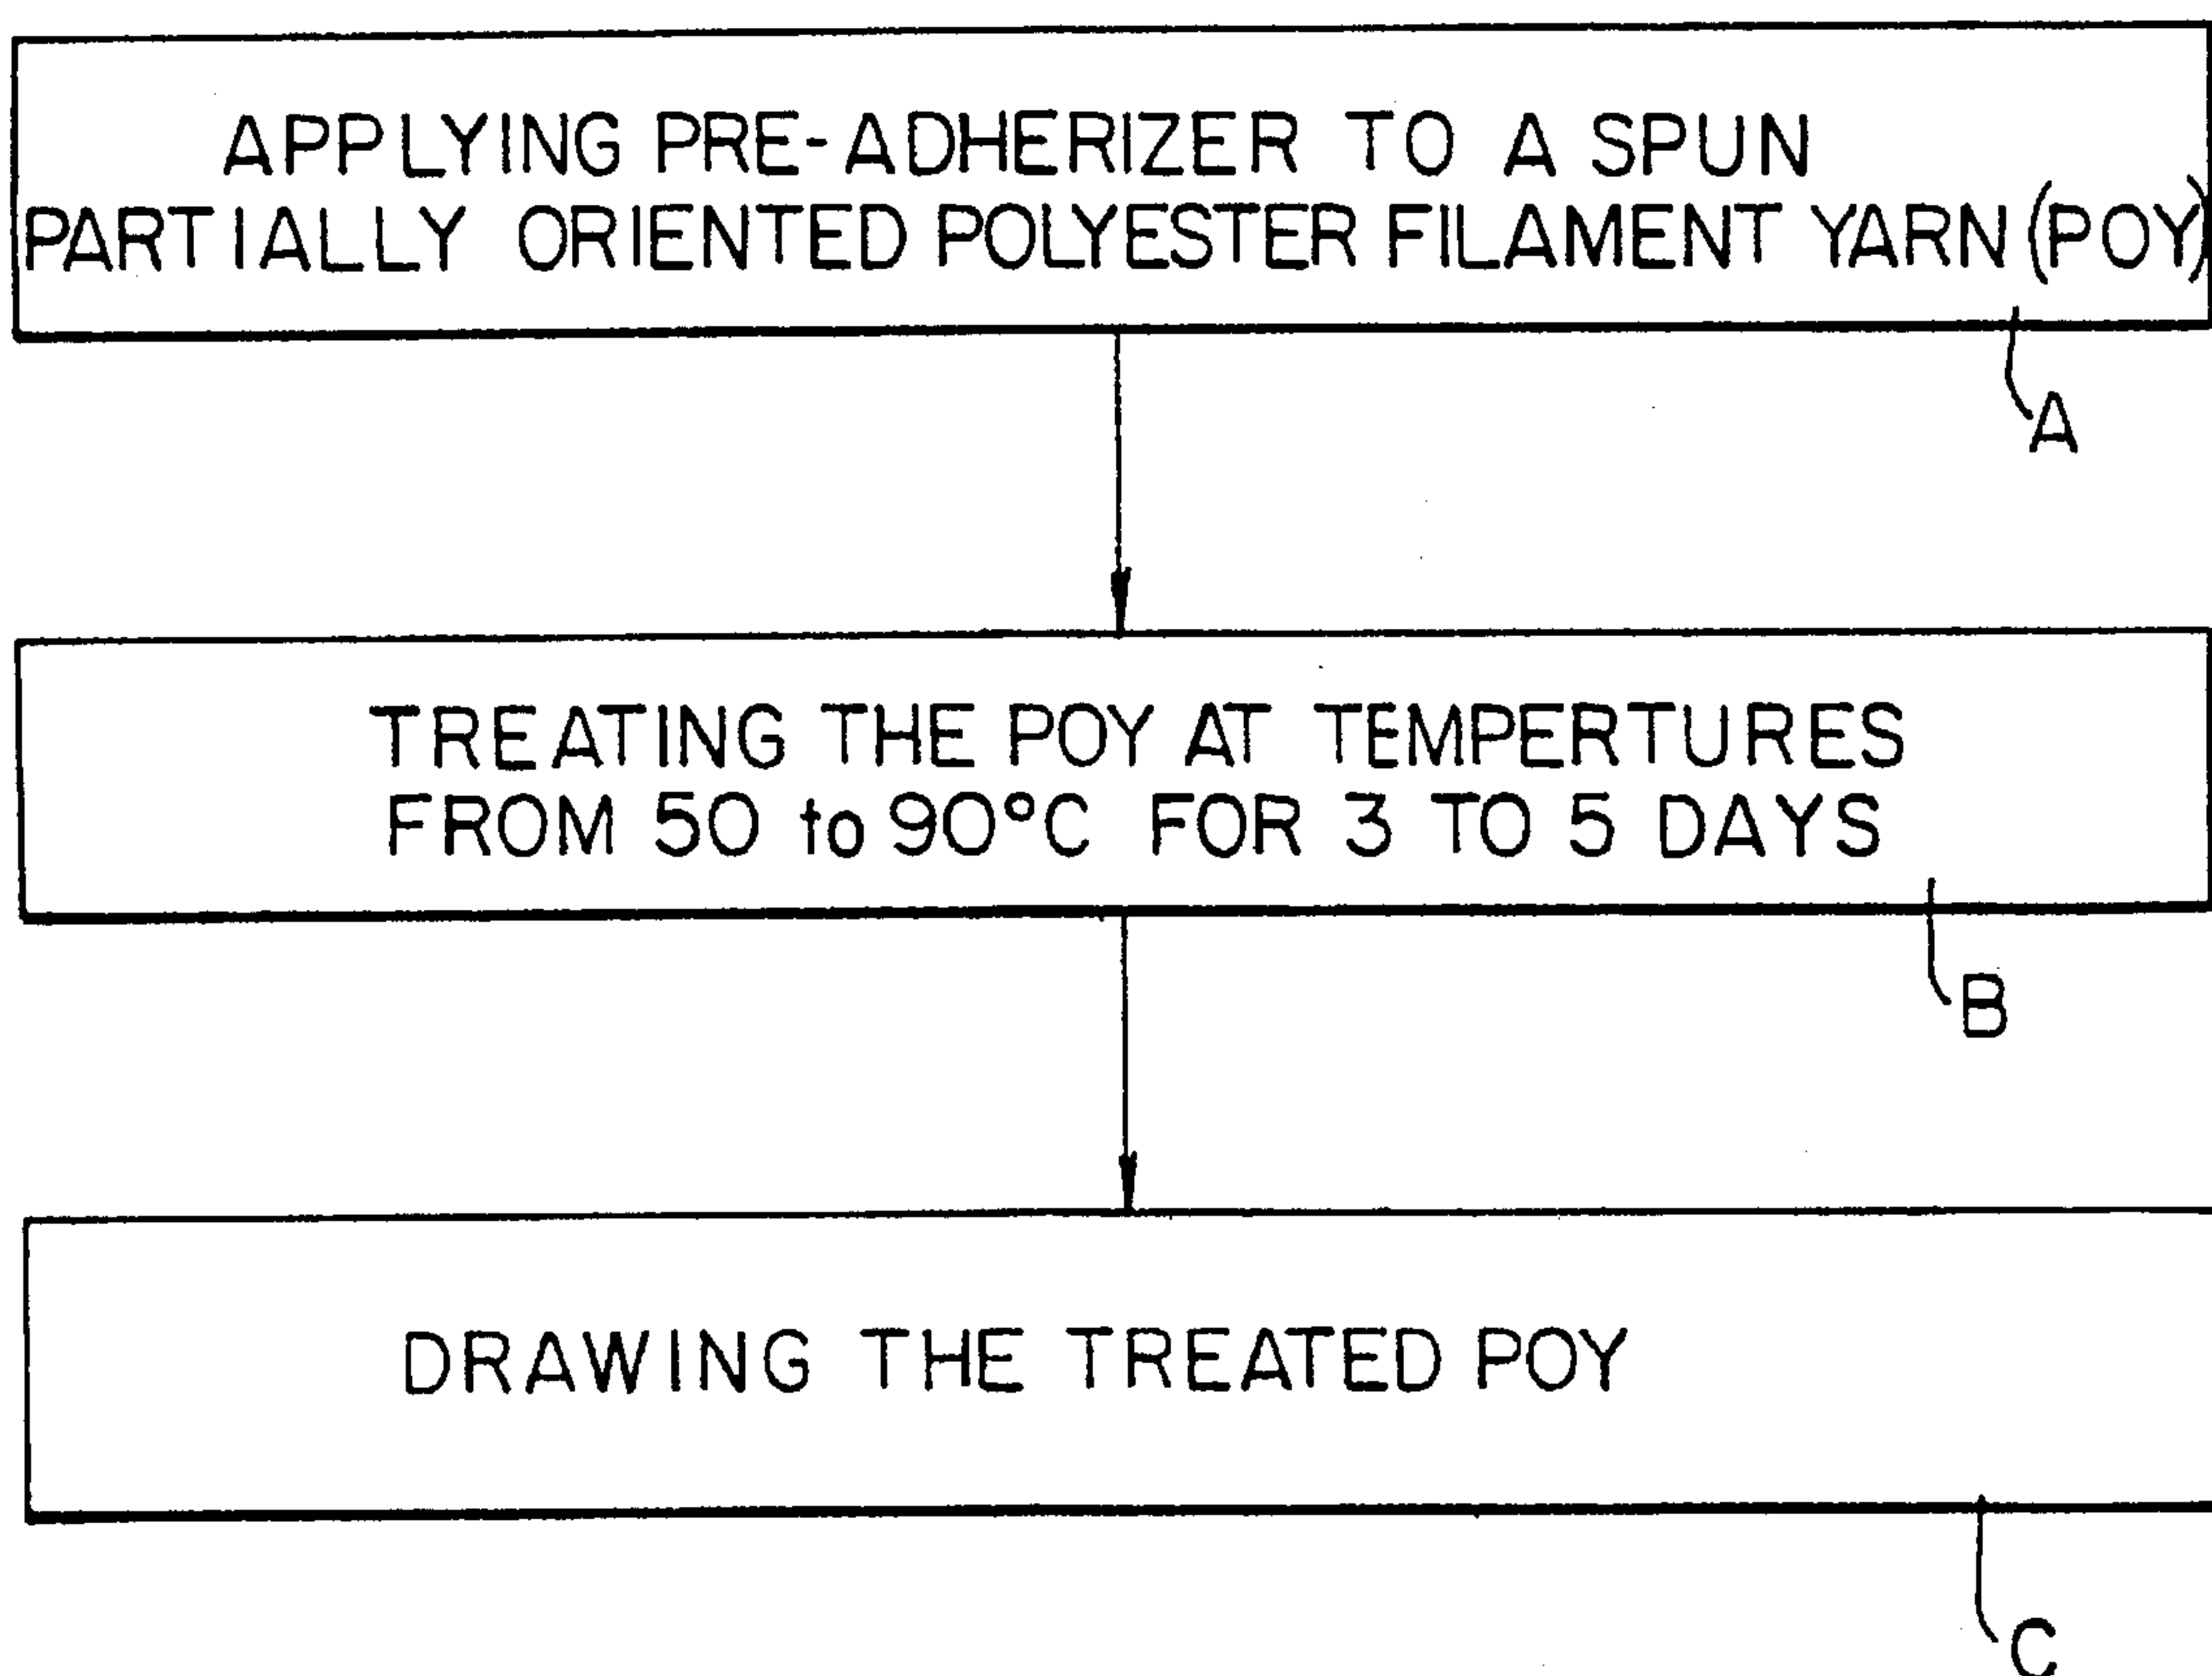 APPLYING PRE-ADHERIZER TO A SPUN
PARTIALLY ORIENTED POLYESTER FILAMENT YARN (POY)
A
TREATING THE POY AT TEMPERTURES
FROM 50 to 90°C FOR 3 TO 5 DAYS
B
DRAWING THE TREATED POY
C